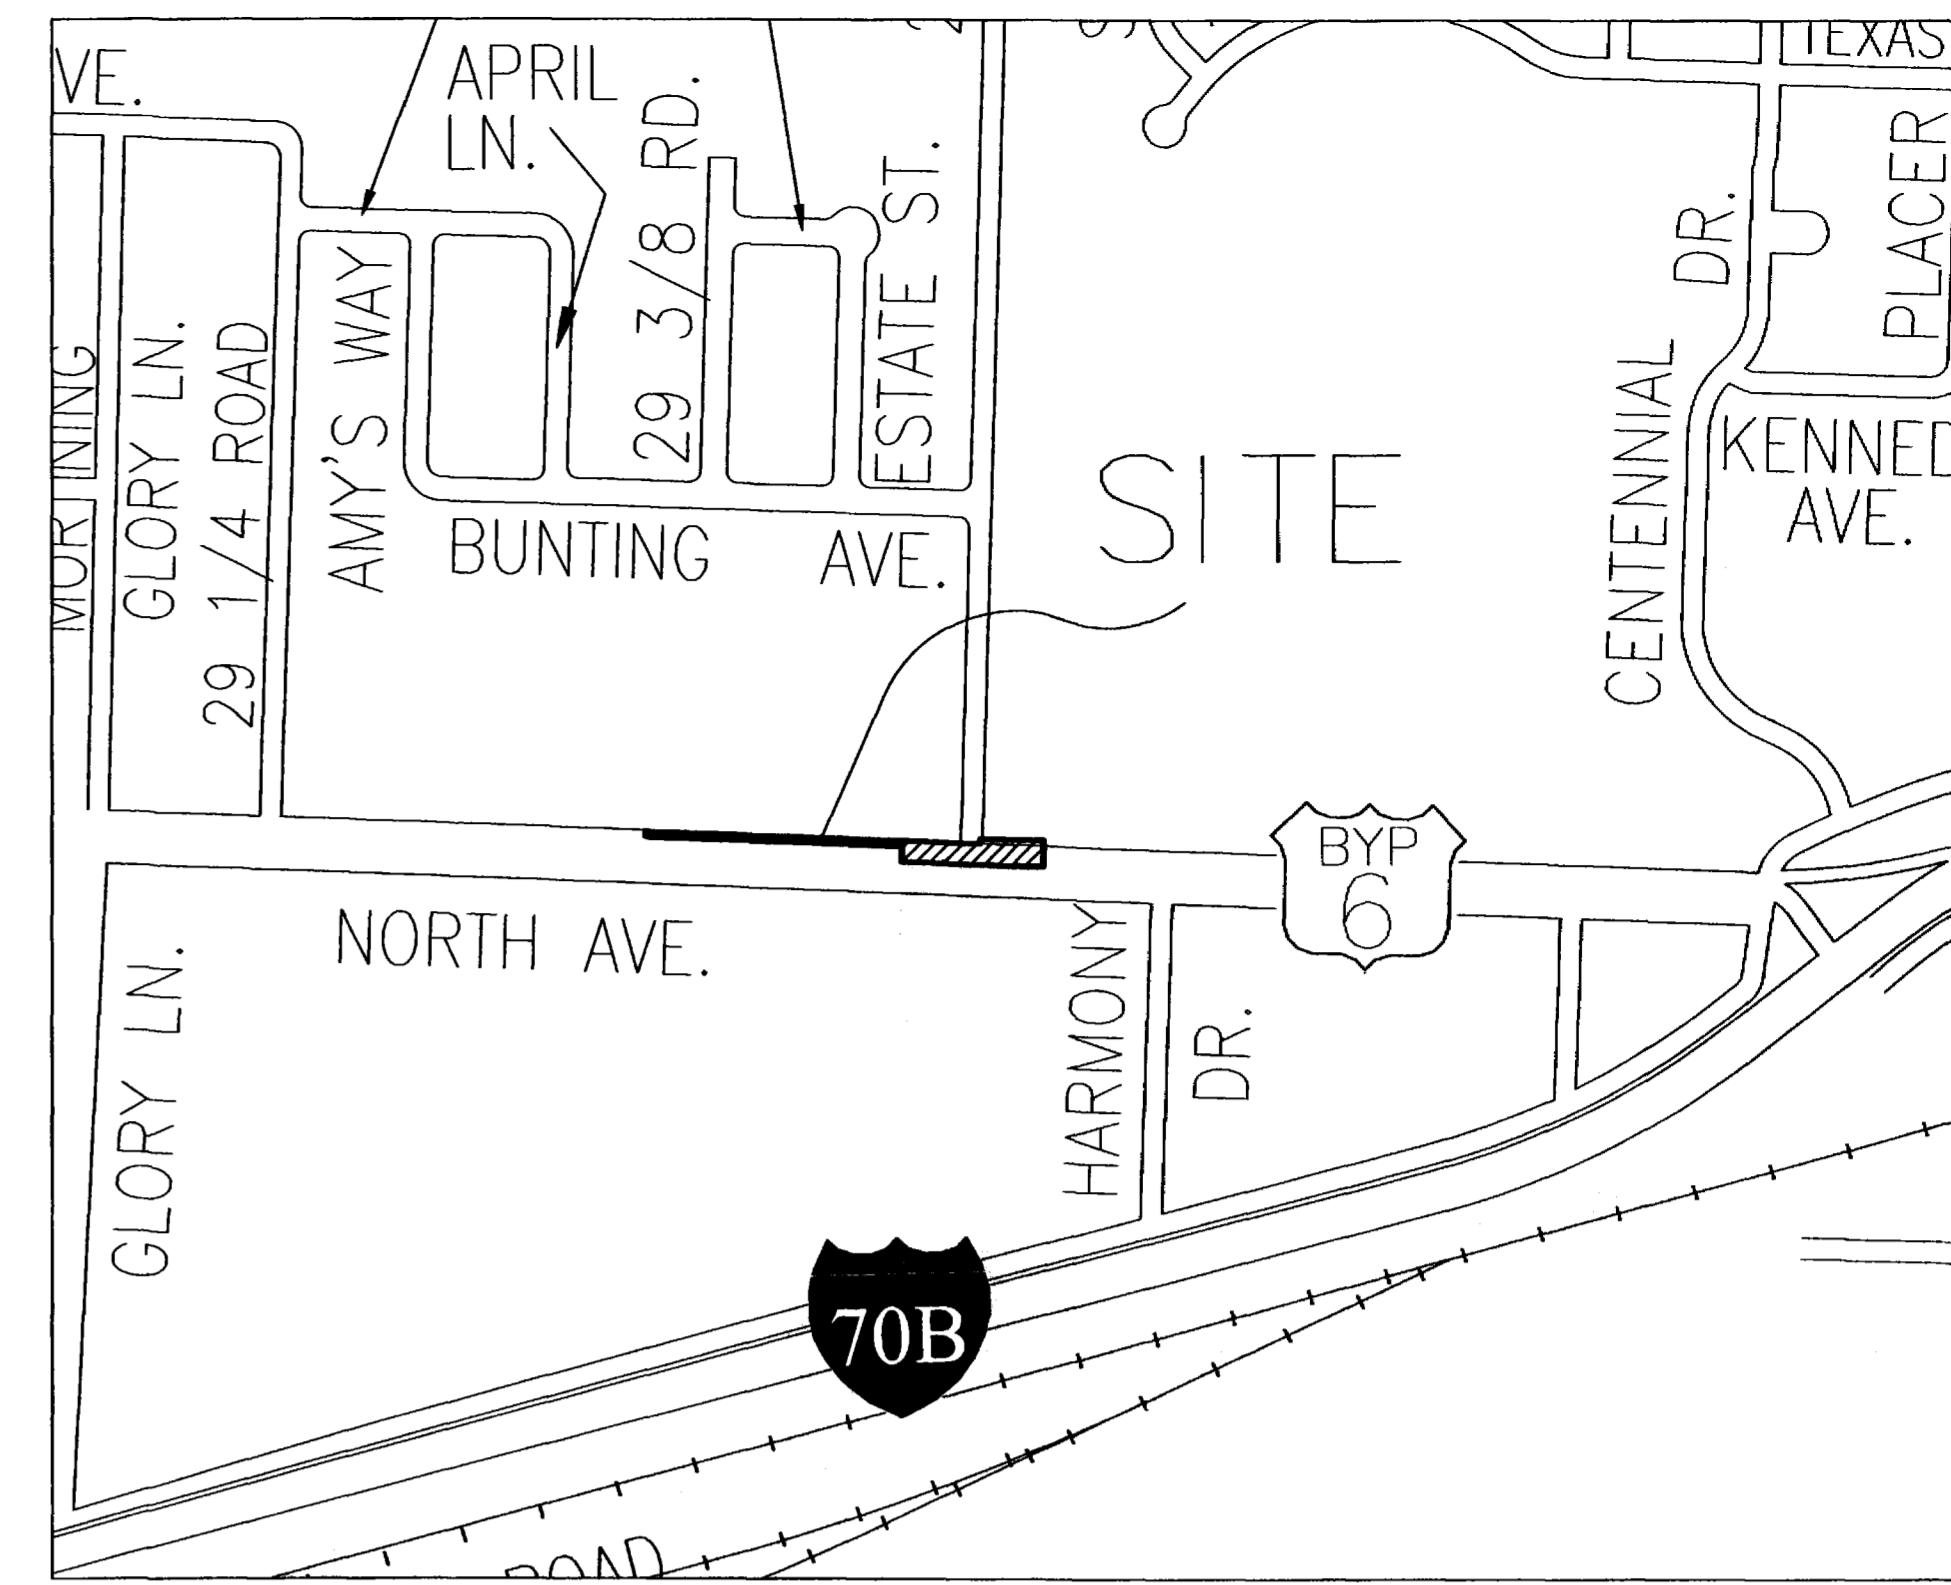 VE.
APRIL
LN.
29 3/8 RD.
ESTATE ST.
TEXAS
PLACER
CENTENNIAL DR.
KENNED
AVE.
GLORY LN.
29 1/4 ROAD
AMY'S WAY
BUNTING AVE.
SITE
BYP
6
NORTH AVE.
GLORY LN.
HARMONY DR.
70B
ROAD